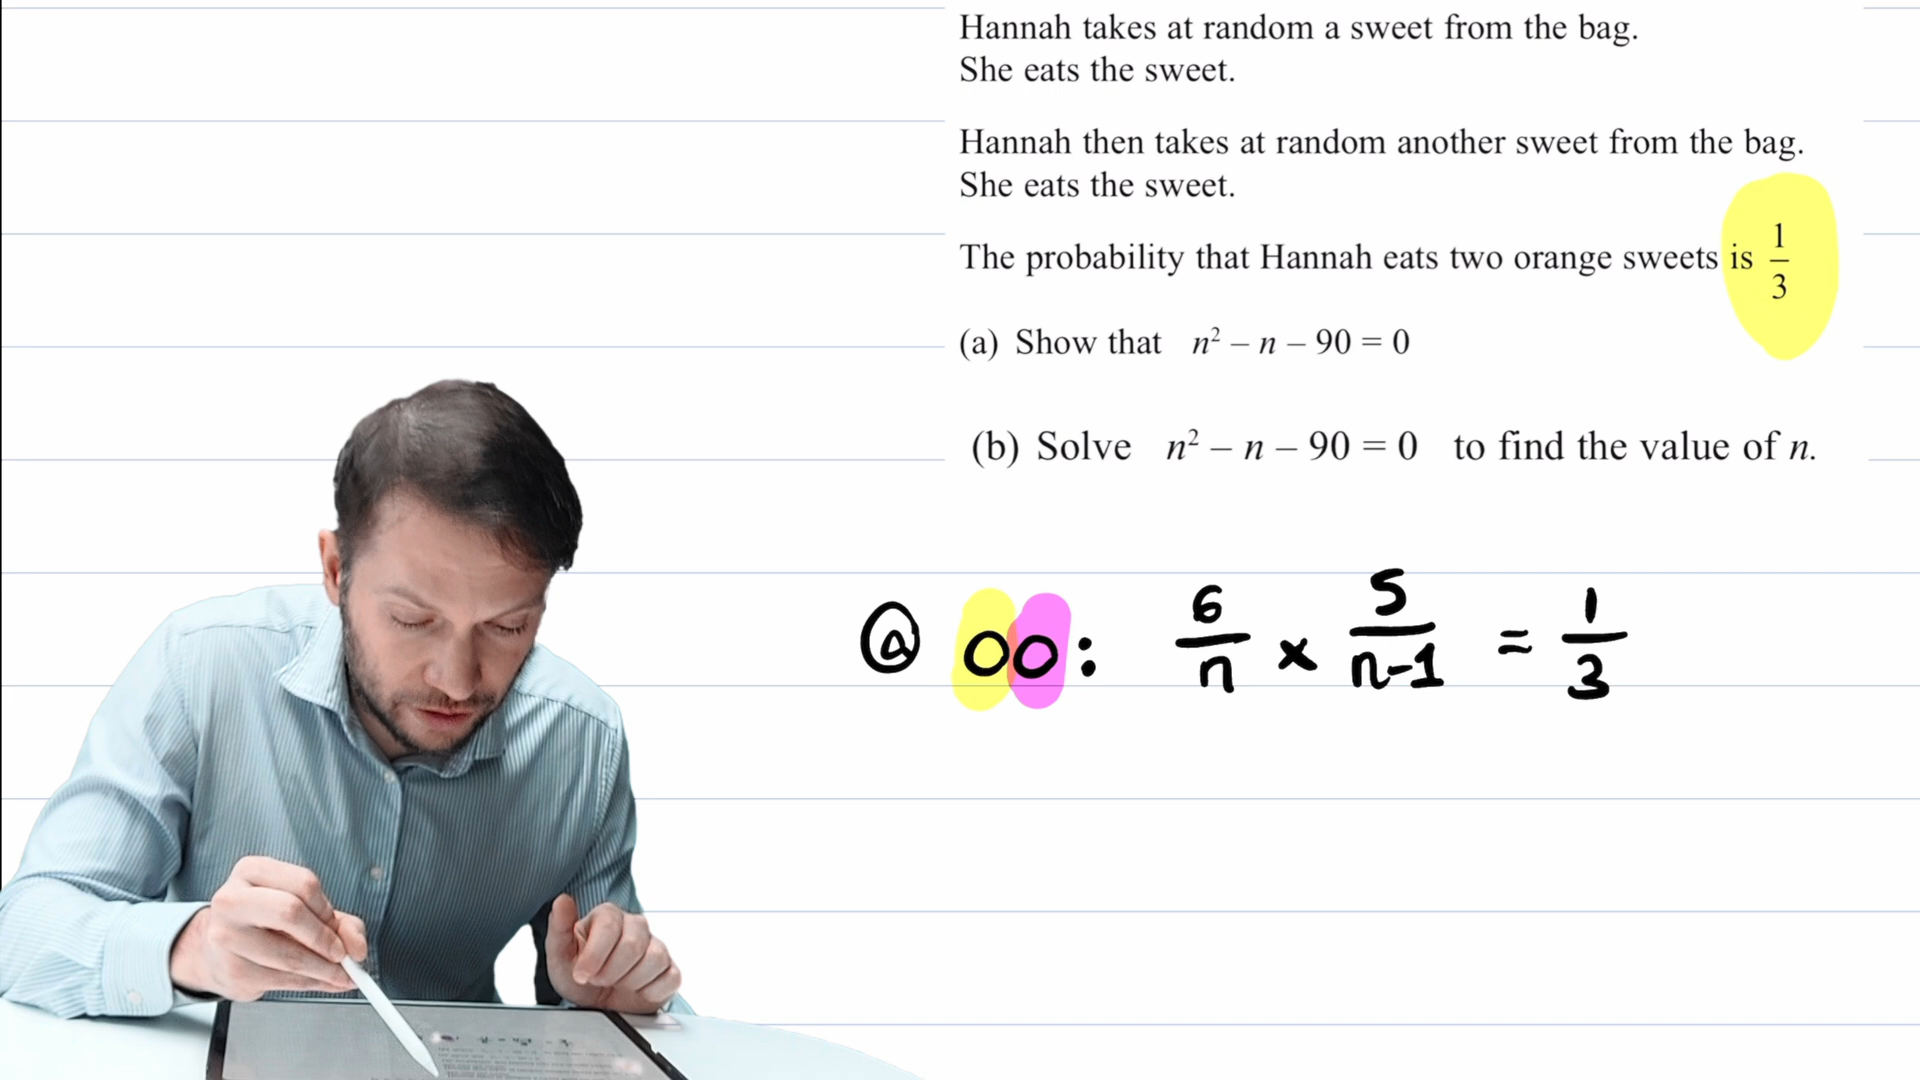 Hannah takes at random a sweet from the bag.
She eats the sweet.
Hannah then takes at random another sweet from the bag.
She eats the sweet.
The probability that Hannah eats two orange sweets is 1/3
(a) Show that n² – n – 90 = 0
(b) Solve n² – n – 90 = 0 to find the value of n.
ⓐ OO: 6/n × 5/n-1 = 1/3